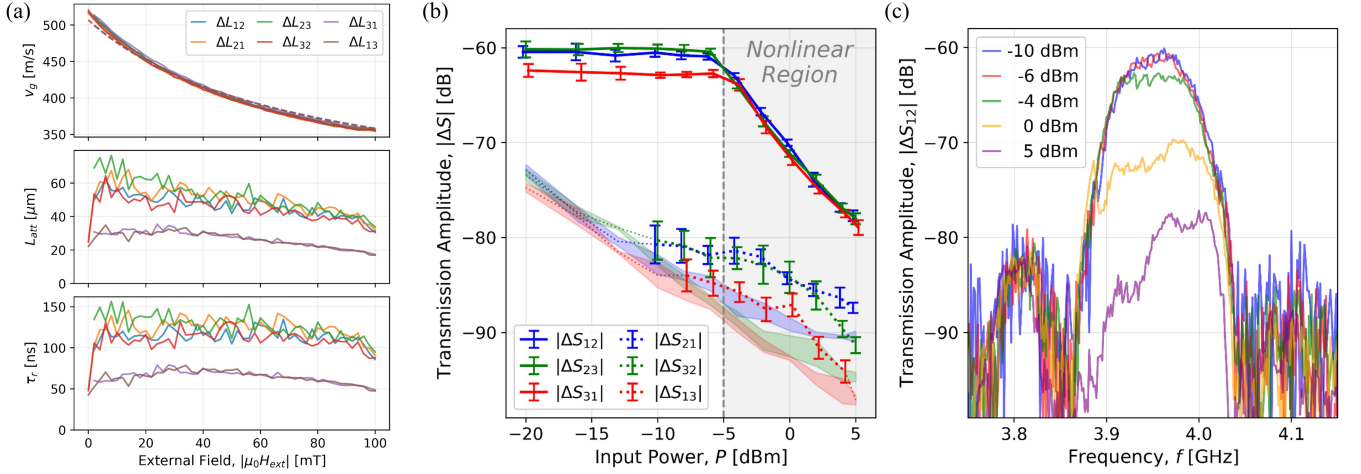 (a)
500
450
400
350
v_g [m/s]
ΔL₁₂ ΔL₂₃ ΔL₃₁
ΔL₂₁ ΔL₃₂ ΔL₁₃
60
40
20
0
L_att [μm]
150
100
50
0
τ_r [ns]
0 20 40 60 80 100
External Field, |μ₀H_ext| [mT]
(b)
−60
−70
−80
−90
Transmission Amplitude, |ΔS| [dB]
Nonlinear
Region
|ΔS₁₂| |ΔS₂₁|
|ΔS₂₃| |ΔS₃₂|
|ΔS₃₁| |ΔS₁₃|
−20 −15 −10 −5 0 5
Input Power, P [dBm]
(c)
−60
−70
−80
−90
Transmission Amplitude, |ΔS₁₂| [dB]
-10 dBm
-6 dBm
-4 dBm
0 dBm
5 dBm
3.8 3.9 4.0 4.1
Frequency, f [GHz]